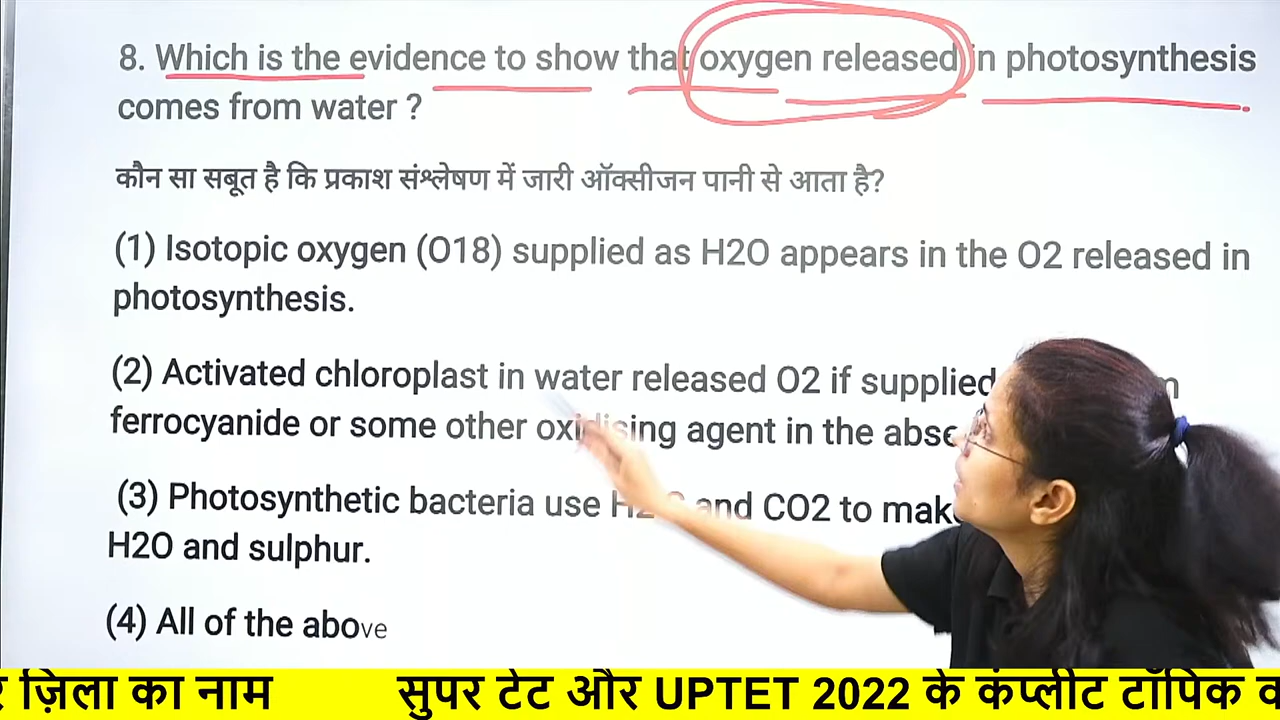 8. Which is the evidence to show that oxygen released in photosynthesis
comes from water ?
कौन सा सबूत है कि प्रकाश संश्लेषण में जारी ऑक्सीजन पानी से आता है?
(1) Isotopic oxygen (O18) supplied as H2O appears in the O2 released in
photosynthesis.
(2) Activated chloroplast in water released O2 if supplied
ferrocyanide or some other oxidising agent in the
(3) Photosynthetic bacteria use and CO2 to
H2O and sulphur.
(4) All of the above
ज़िला का नाम सुपर टेट और UPTET 2022 के कंप्लीट टॉपिक